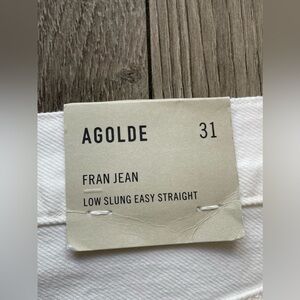 AGOLDE 31
FRAN JEAN
LOW SLUNG EASY STRAIGHT